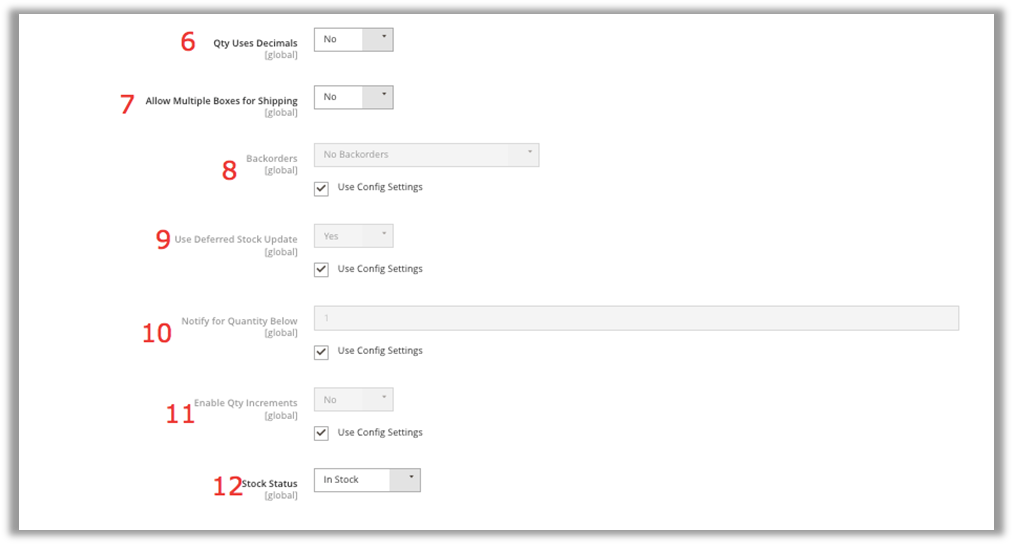 6 Qty Uses Decimals No
[global]
7 Allow Multiple Boxes for Shipping No
[global]
8 Backorders No Backorders
[global]
Use Config Settings
9 Use Deferred Stock Update Yes
[global]
Use Config Settings
10 Notify for Quantity Below 1
[global]
Use Config Settings
11 Enable Qty Increments No
[global]
Use Config Settings
12 Stock Status In Stock
[global]